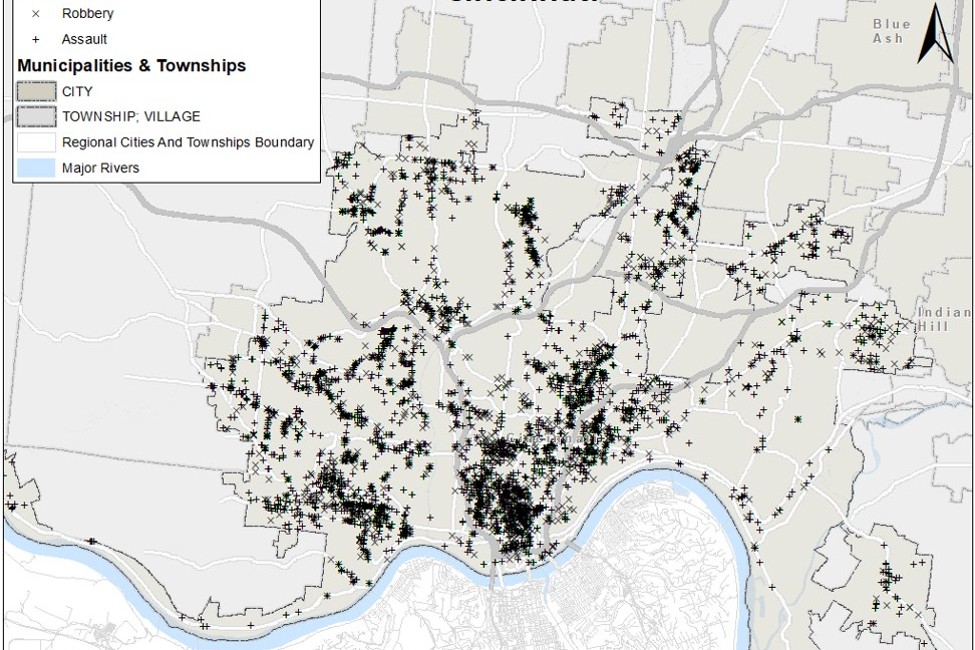 Robbery
Assault
Municipalities & Townships
CITY
TOWNSHIP; VILLAGE
Regional Cities And Townships Boundary
Major Rivers
Blue
Ash
Indian
Hill